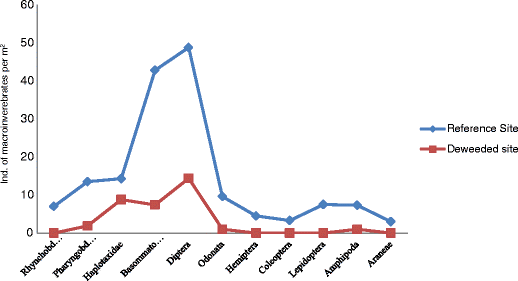 60
50
40
30
20
10
0
Ind. of macroinverebrates per m²
Rhynchobd...
Pharyngobd...
Haplotaxidae
Basommato...
Diptera
Odonata
Hemiptera
Coleoptera
Lepidoptera
Amphipoda
Araneae
Reference Site
Deweeded site